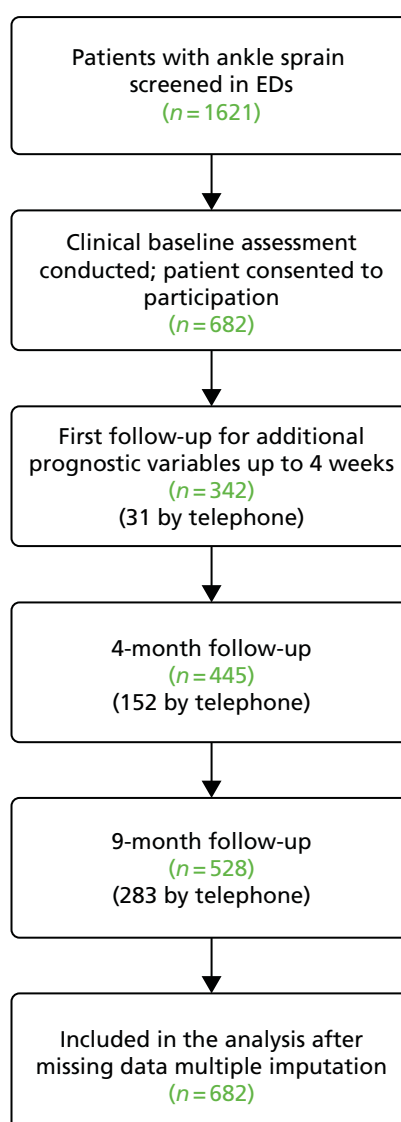 Patients with ankle sprain
screened in EDs
(n=1621)
Clinical baseline assessment
conducted; patient consented to
participation
(n=682)
First follow-up for additional
prognostic variables up to 4 weeks
(n=342)
(31 by telephone)
4-month follow-up
(n=445)
(152 by telephone)
9-month follow-up
(n=528)
(283 by telephone)
Included in the analysis after
missing data multiple imputation
(n=682)